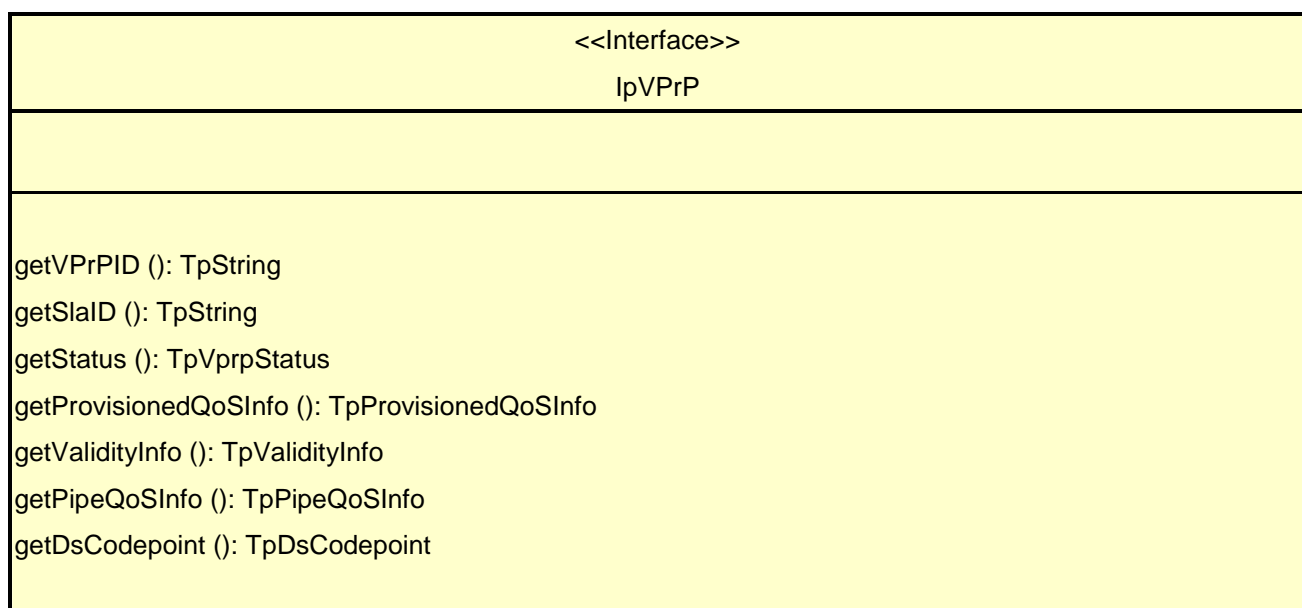 <<Interface>>
IpVPrP
getVPrPID (): TpString
getSlaID (): TpString
getStatus (): TpVprpStatus
getProvisionedQoSInfo (): TpProvisionedQoSInfo
getValidityInfo (): TpValidityInfo
getPipeQoSInfo (): TpPipeQoSInfo
getDsCodepoint (): TpDsCodepoint